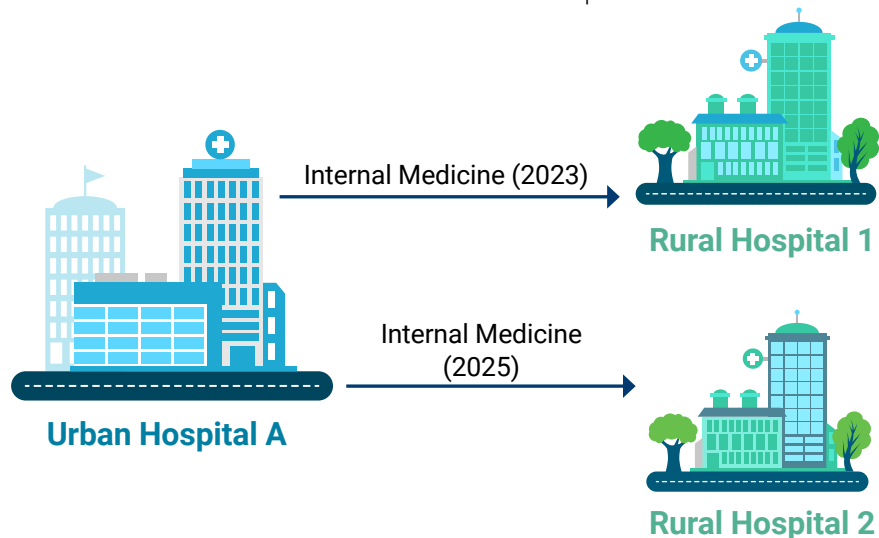 Internal Medicine (2023)
Rural Hospital 1
Internal Medicine
(2025)
Urban Hospital A
Rural Hospital 2